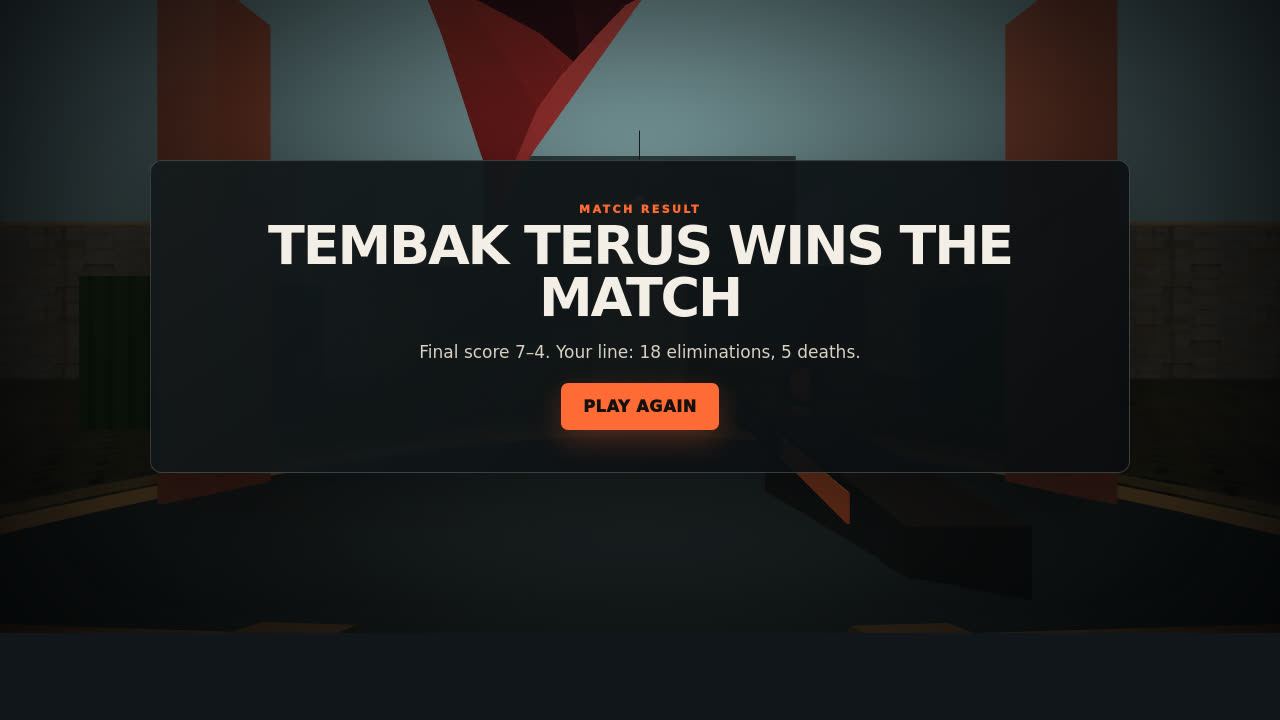 MATCH RESULT
TEMBAK TERUS WINS THE
MATCH
Final score 7–4. Your line: 18 eliminations, 5 deaths.
PLAY AGAIN